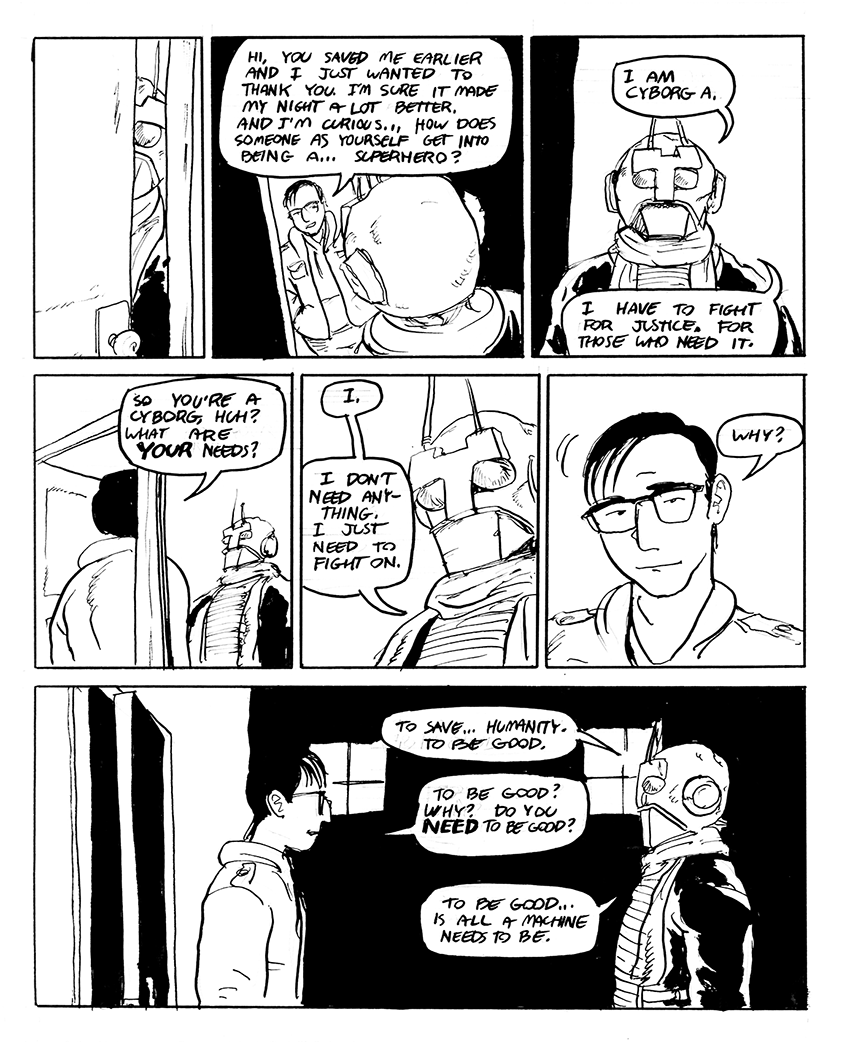 HI, YOU SAVED ME EARLIER
AND I JUST WANTED TO
THANK YOU. I'M SURE IT MADE
MY NIGHT A LOT BETTER.
AND I'M CURIOUS..., HOW DOES
SOMEONE AS YOURSELF GET INTO
BEING A... SUPERHERO?
I AM
CYBORG A.
I HAVE TO FIGHT
FOR JUSTICE. FOR
THOSE WHO NEED IT.
SO YOU'RE A
CYBORG, HUH?
WHAT ARE
YOUR NEEDS?
I.
I DON'T
NEED ANY-
THING.
I JUST
NEED TO
FIGHT ON.
WHY?
TO SAVE... HUMANITY.
TO BE GOOD.
TO BE GOOD?
WHY? DO YOU
NEED TO BE GOOD?
TO BE GOOD...
IS ALL A MACHINE
NEEDS TO BE.